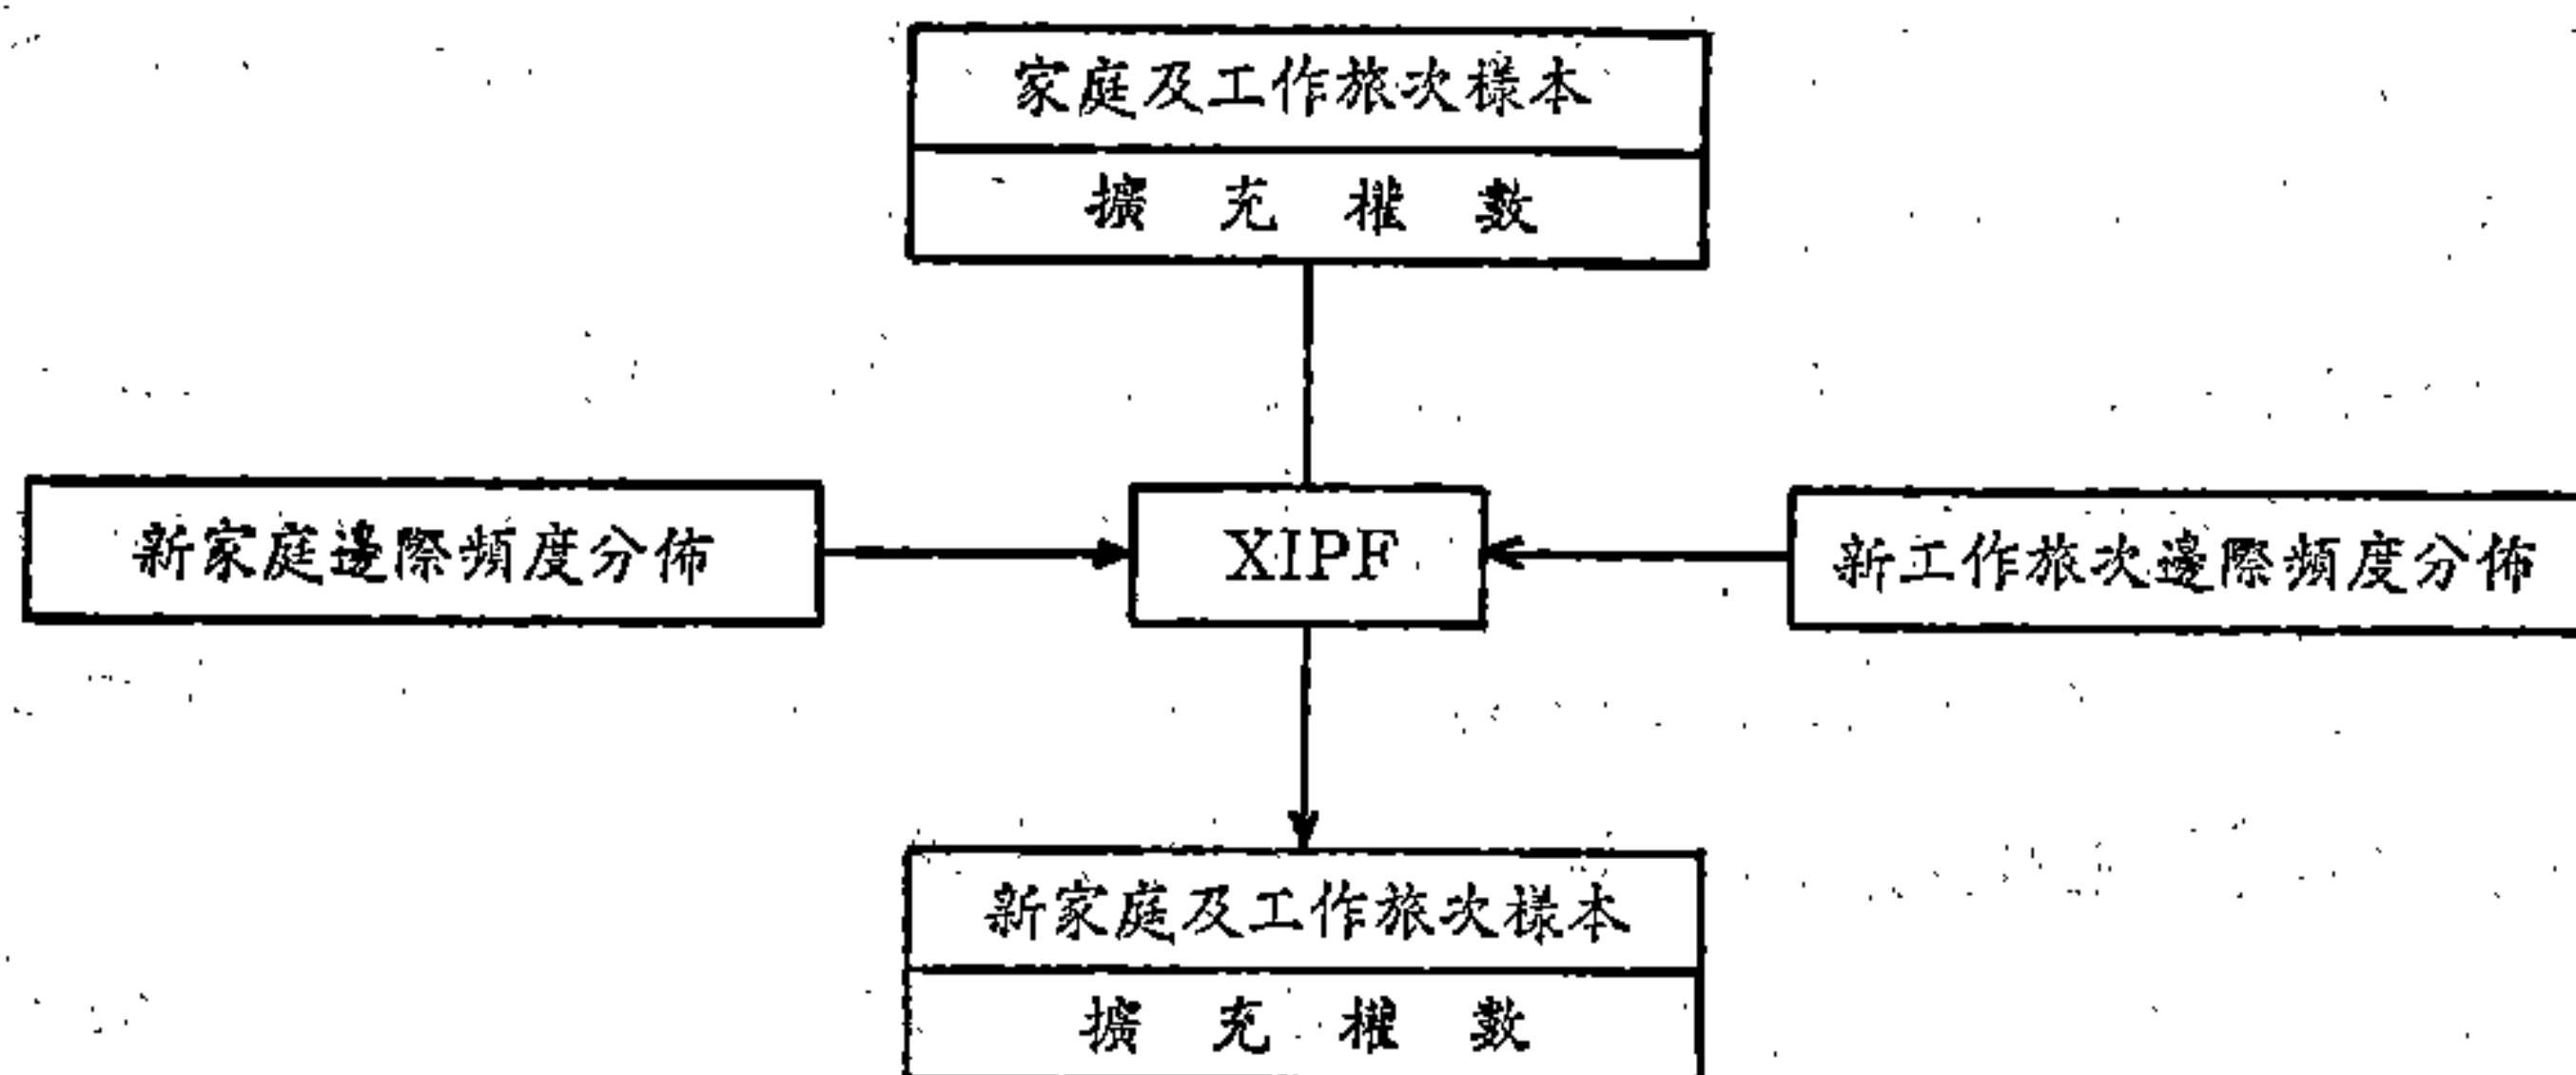 家庭及工作旅次樣本
擴充權數
新家庭邊際頻度分佈
XIPF
新工作旅次邊際頻度分佈
新家庭及工作旅次樣本
擴充權數